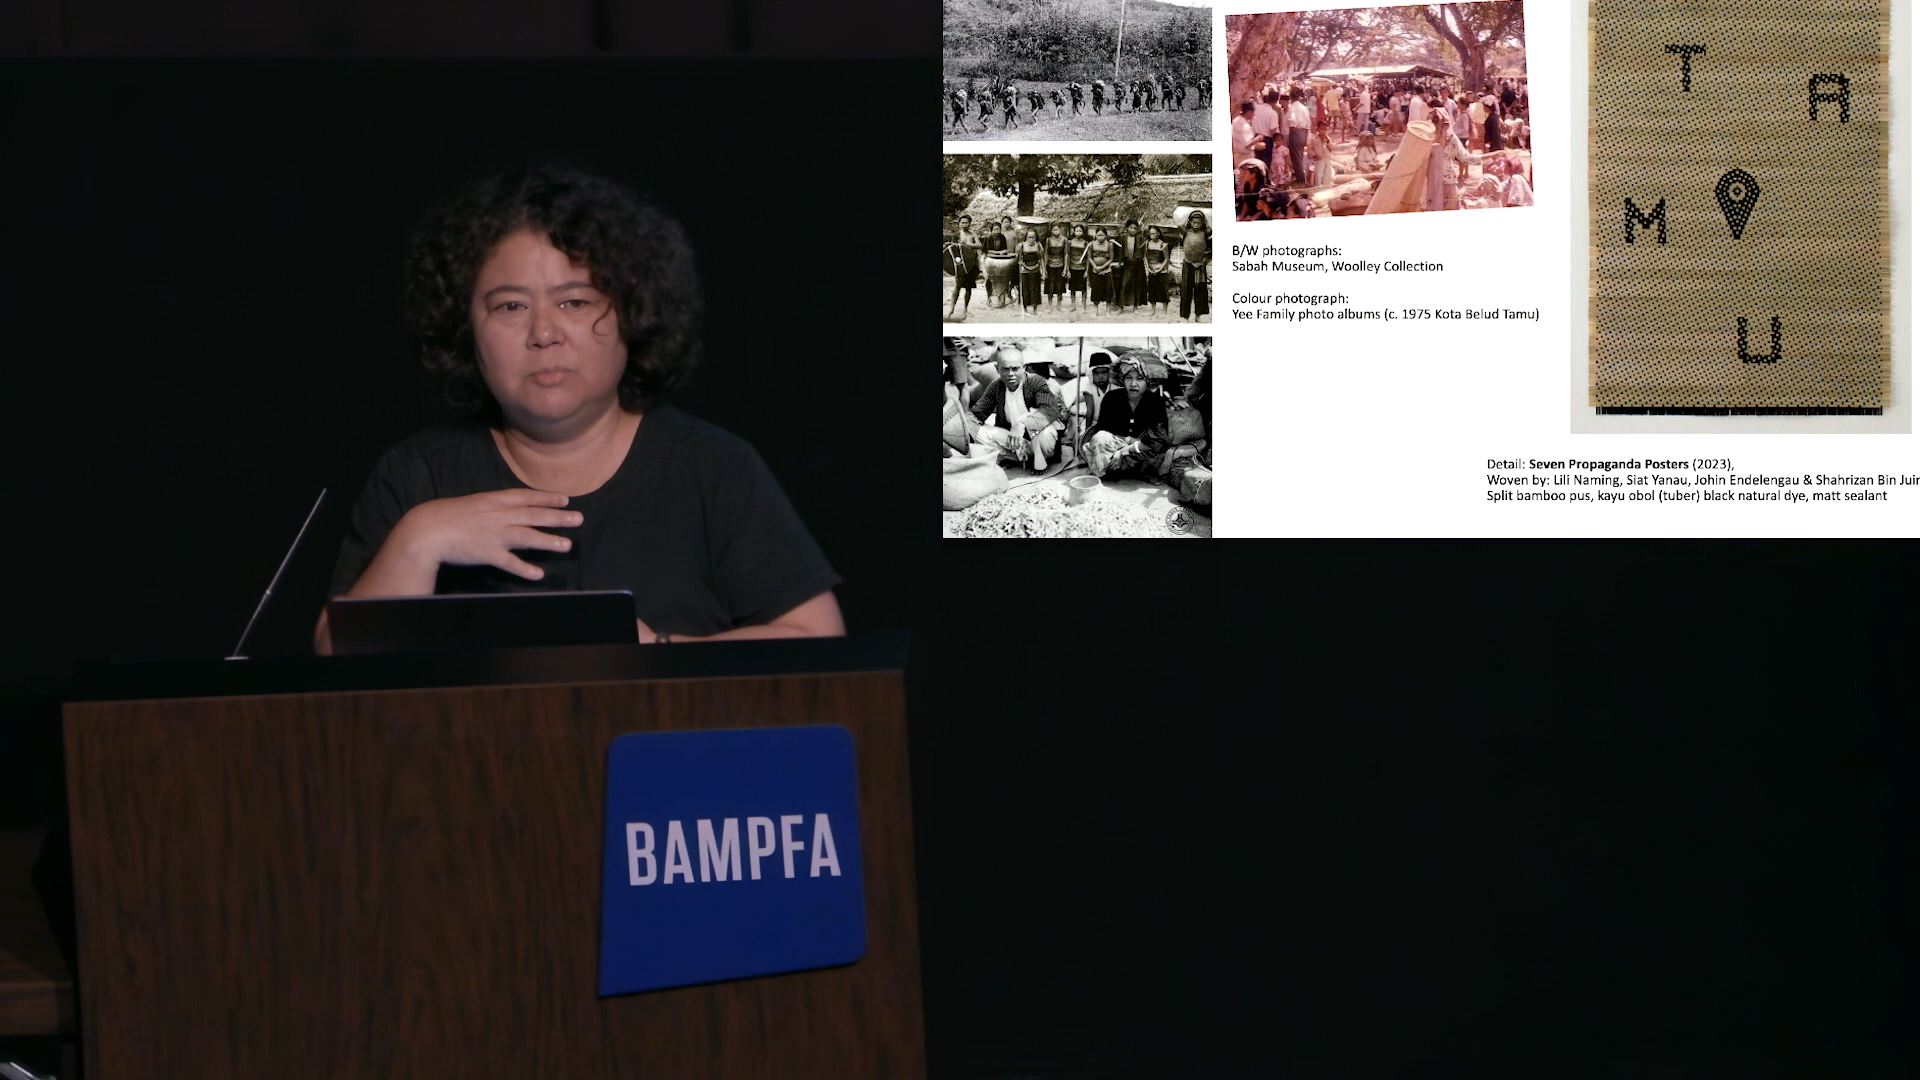 T
A
M
U
B/W photographs:
Sabah Museum, Woolley Collection
Colour photograph:
Yee Family photo albums (c. 1975 Kota Belud Tamu)
Detail: Seven Propaganda Posters (2023),
Woven by: Lili Naming, Siat Yanau, Johin Endelengau & Shahrizan Bin
Split bamboo pus, kayu obol (tuber) black natural dye, matt sealant
BAMPFA